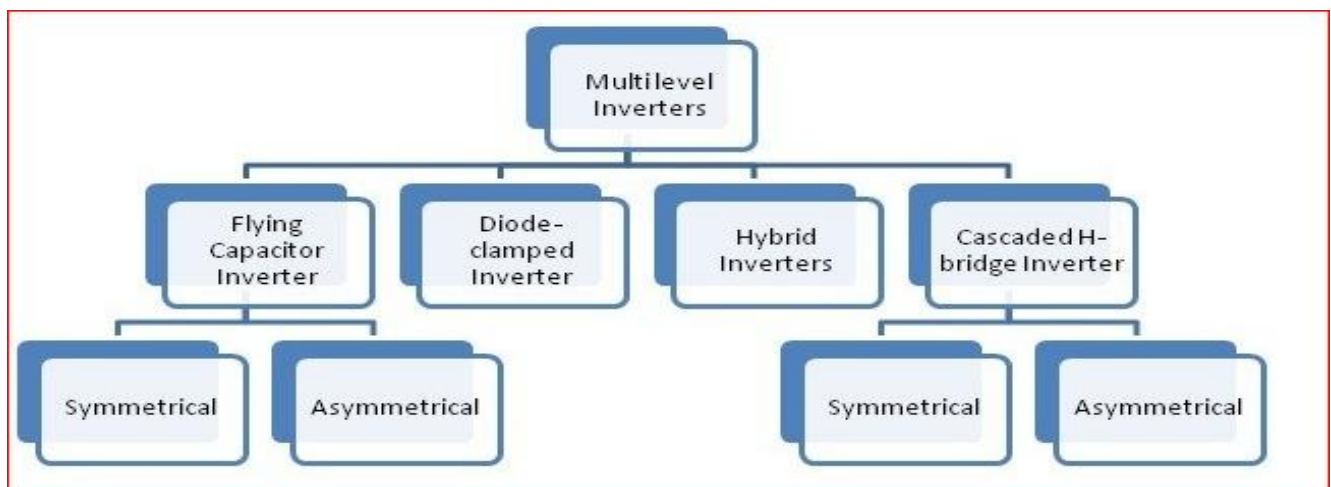 Multilevel
Inverters
Flying
Capacitor
Inverter
Diode-
clamped
Inverter
Hybrid
Inverters
Cascaded H-
bridge Inverter
Symmetrical
Asymmetrical
Symmetrical
Asymmetrical